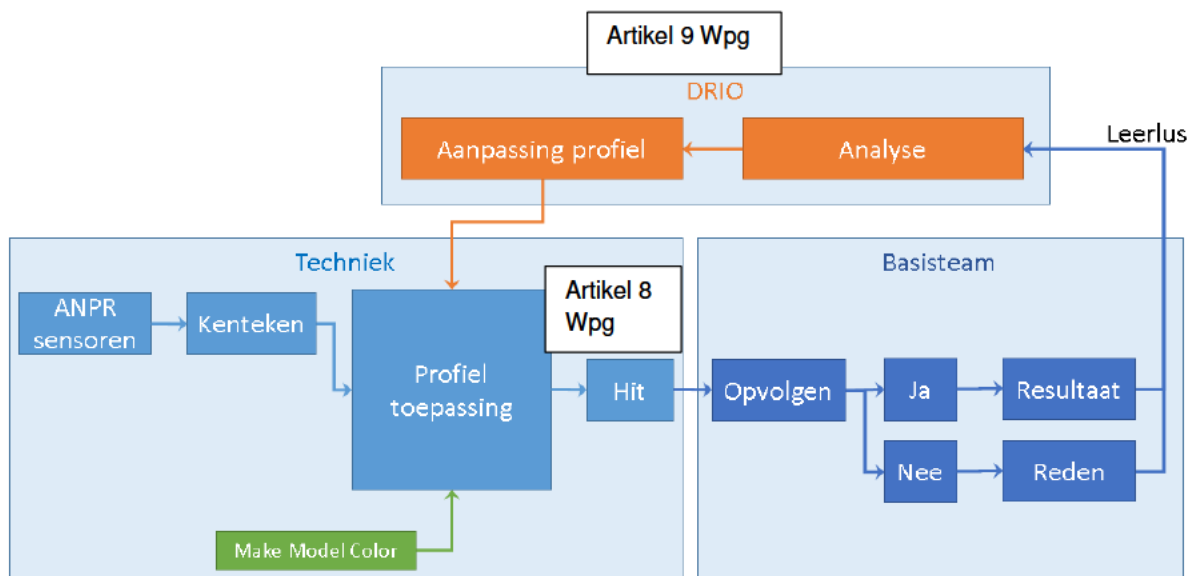 Artikel 9 Wpg
DRIO
Aanpassing profiel
Analyse
Leerlus
Techniek
Basisteam
ANPR
sensoren
Kenteken
Profiel
toepassing
Artikel 8
Wpg
Hit
Opvolgen
Ja
Resultaat
Nee
Reden
Make Model Color